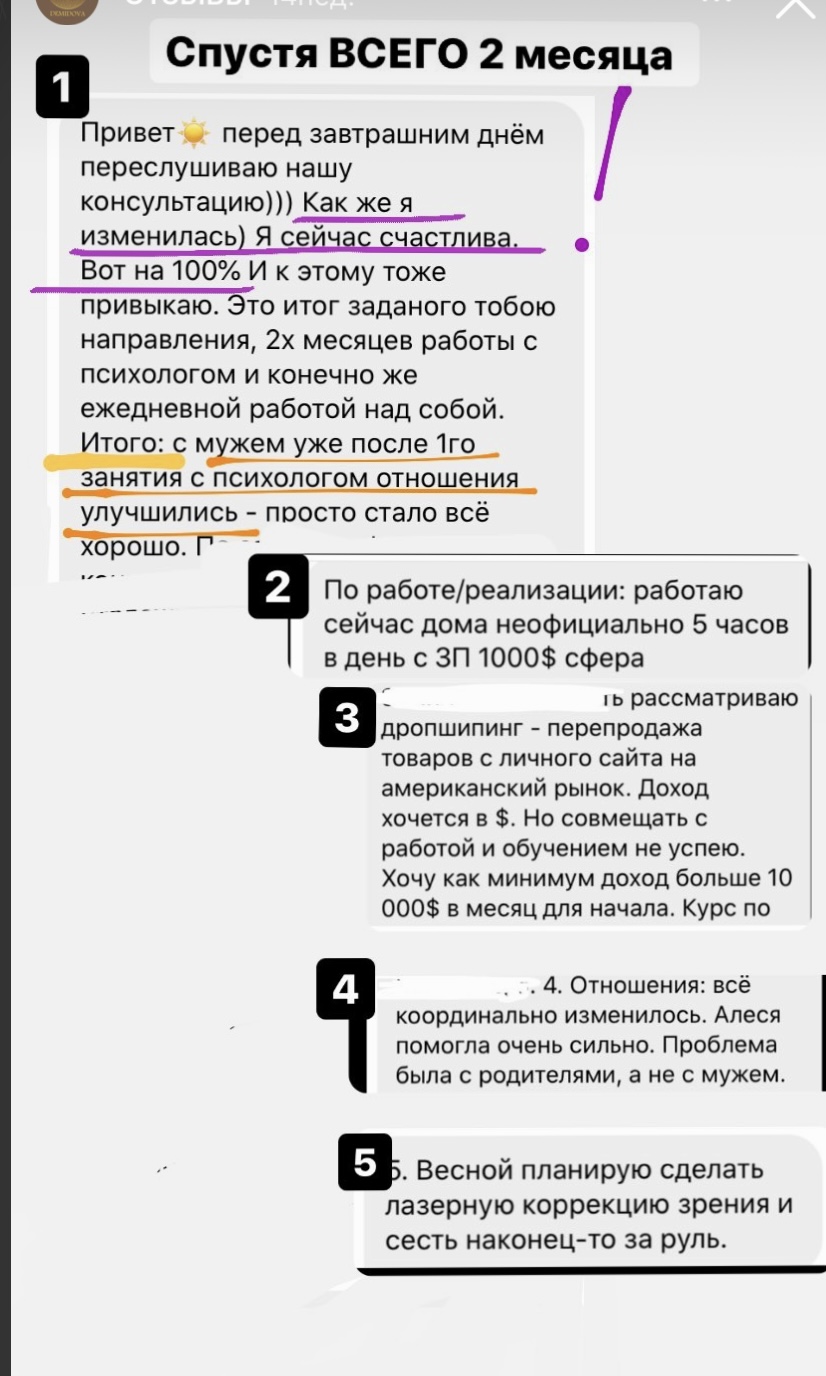 DEMIDOVA
ОТЗЫВЫ 14нед.
Спустя ВСЕГО 2 месяца
1
Привет☀️ перед завтрашним днём
переслушиваю нашу
консультацию))) Как же я
изменилась) Я сейчас счастлива.
Вот на 100% И к этому тоже
привыкаю. Это итог заданого тобою
направления, 2х месяцев работы с
психологом и конечно же
ежедневной работой над собой.
Итого: с мужем уже после 1го
занятия с психологом отношения
улучшились - просто стало всё
хорошо.
2
По работе/реализации: работаю
сейчас дома неофициально 5 часов
в день с ЗП 1000$ сфера
3
рассматриваю
дропшипинг - перепродажа
товаров с личного сайта на
американский рынок. Доход
хочется в $. Но совмещать с
работой и обучением не успею.
Хочу как минимум доход больше 10
000$ в месяц для начала. Курс по
4
4. Отношения: всё
координально изменилось. Алеся
помогла очень сильно. Проблема
была с родителями, а не с мужем.
5
5. Весной планирую сделать
лазерную коррекцию зрения и
сесть наконец-то за руль.